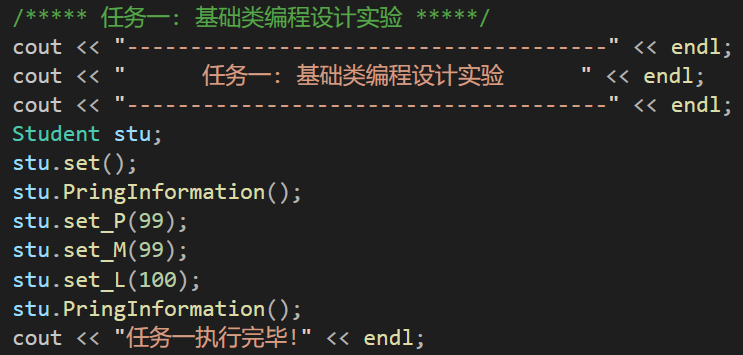 /***** 任务一: 基础类编程设计实验 *****/
cout << "--------------------------------------" << endl;
cout << "      任务一: 基础类编程设计实验      " << endl;
cout << "--------------------------------------" << endl;
Student stu;
stu.set();
stu.PringInformation();
stu.set_P(99);
stu.set_M(99);
stu.set_L(100);
stu.PringInformation();
cout << "任务一执行完毕!" << endl;